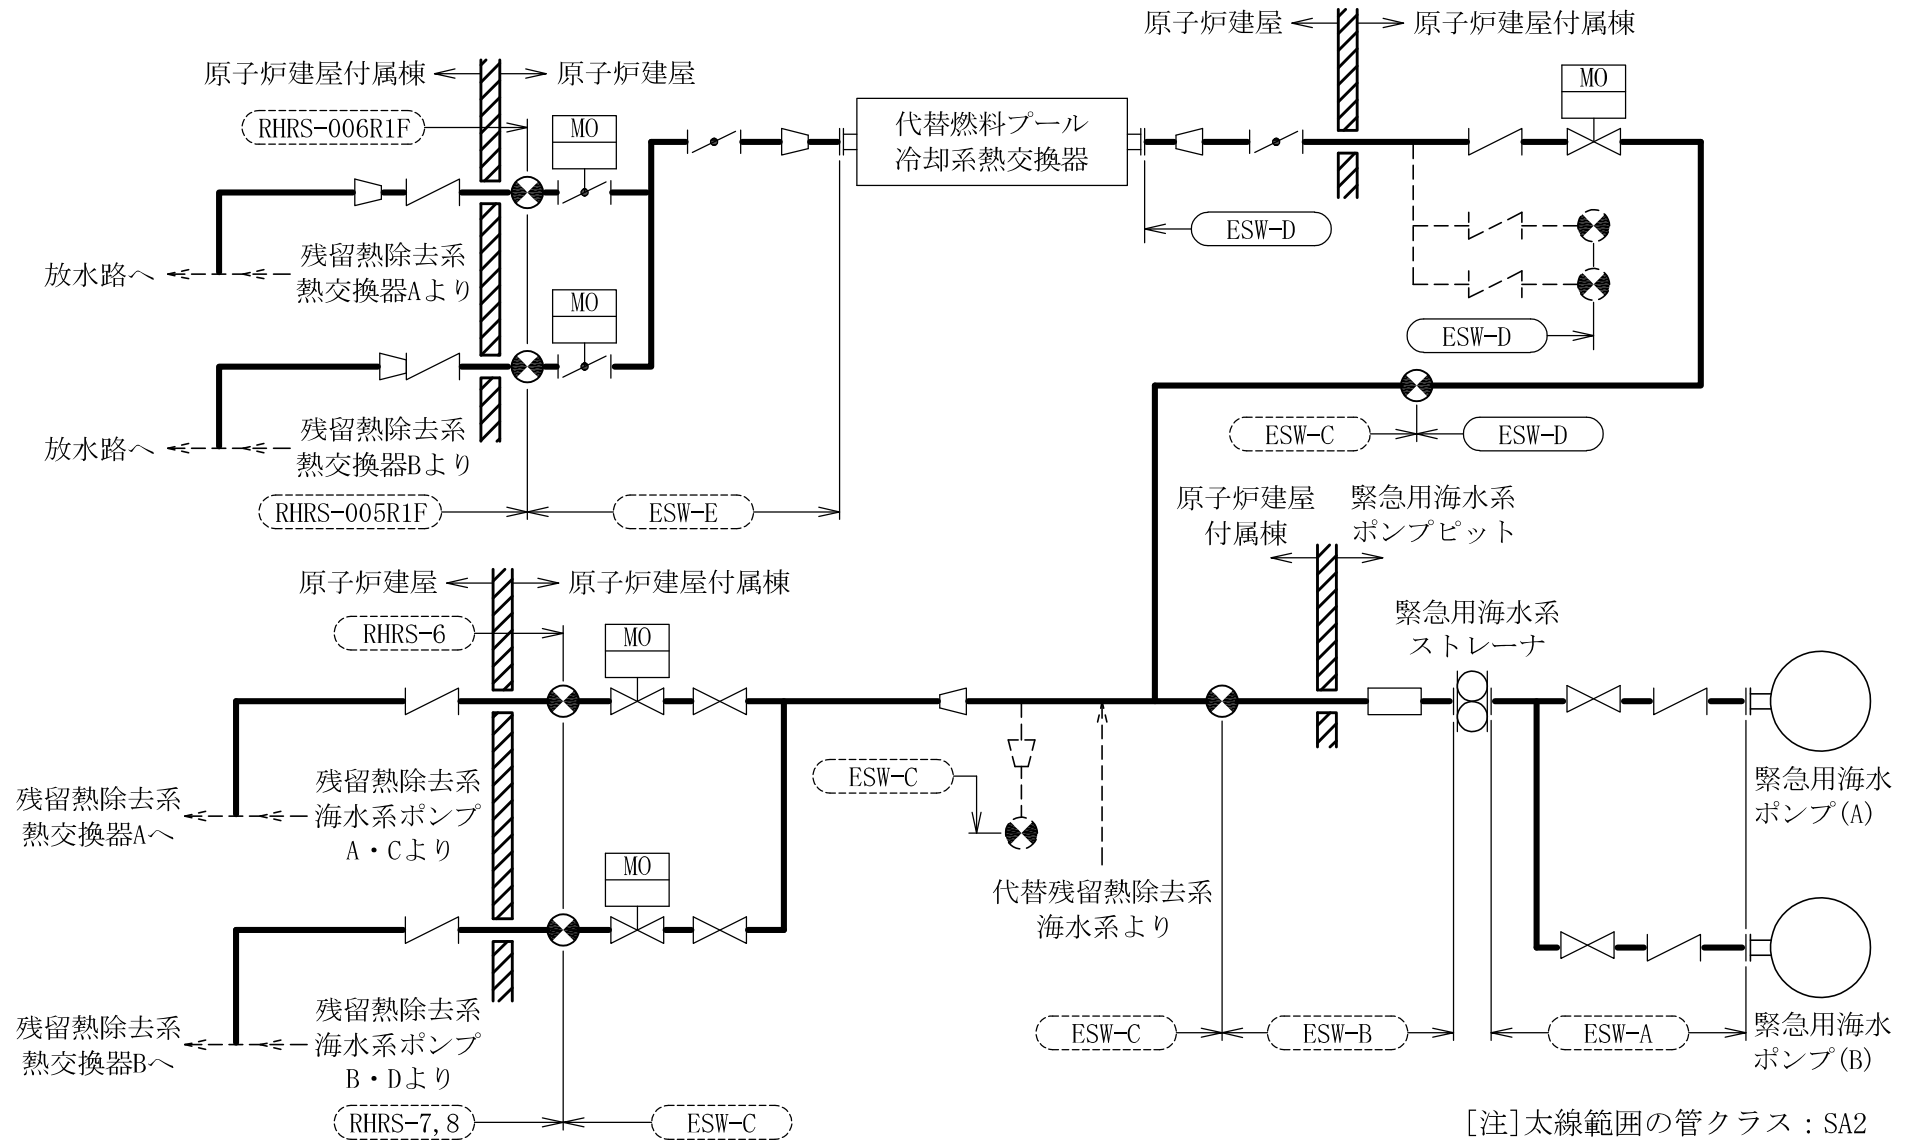 原子炉建屋
原子炉建屋付属棟
原子炉建屋付属棟
原子炉建屋
MO
RHRS-006R1F
MO
代替燃料プール
冷却系熱交換器
ESW-D
残留熱除去系
熱交換器Aより
放水路へ
MO
ESW-D
残留熱除去系
熱交換器Bより
放水路へ
ESW-C
ESW-D
RHRS-005R1F
ESW-E
原子炉建屋
付属棟
緊急用海水系
ポンプピット
原子炉建屋
原子炉建屋付属棟
緊急用海水系
ストレーナ
RHRS-6
MO
残留熱除去系
熱交換器Aへ
残留熱除去系
海水系ポンプ
A・Cより
ESW-C
緊急用海水
ポンプ(A)
MO
代替残留熱除去系
海水系より
残留熱除去系
熱交換器Bへ
残留熱除去系
海水系ポンプ
B・Dより
ESW-C
ESW-B
ESW-A
緊急用海水
ポンプ(B)
RHRS-7,8
ESW-C
[注]太線範囲の管クラス：SA2